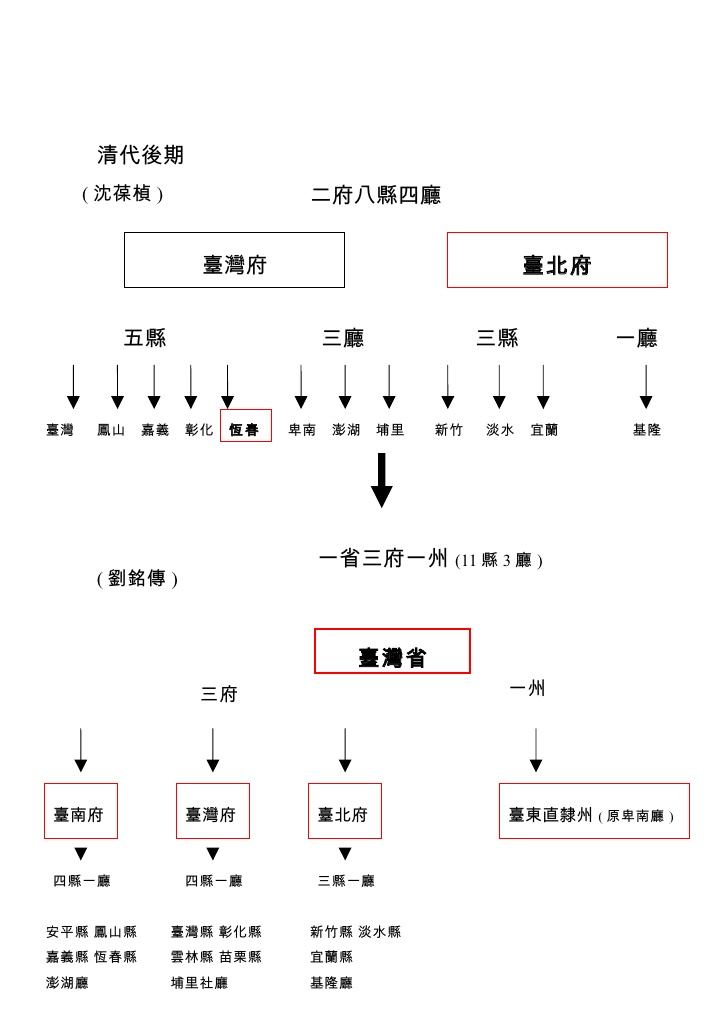 清代後期
( 沈葆楨 ) 二府八縣四廳
臺灣府 臺北府
五縣 三廳 三縣 一廳
臺灣 鳳山 嘉義 彰化 恆春 卑南 澎湖 埔里 新竹 淡水 宜蘭 基隆
一省三府一州 (11 縣 3 廳 )
( 劉銘傳 )
臺灣省
三府 一州
臺南府 臺灣府 臺北府 臺東直隸州 ( 原卑南廳 )
四縣一廳 四縣一廳 三縣一廳
安平縣 鳳山縣 臺灣縣 彰化縣 新竹縣 淡水縣
嘉義縣 恆春縣 雲林縣 苗栗縣 宜蘭縣
澎湖廳 埔里社廳 基隆廳